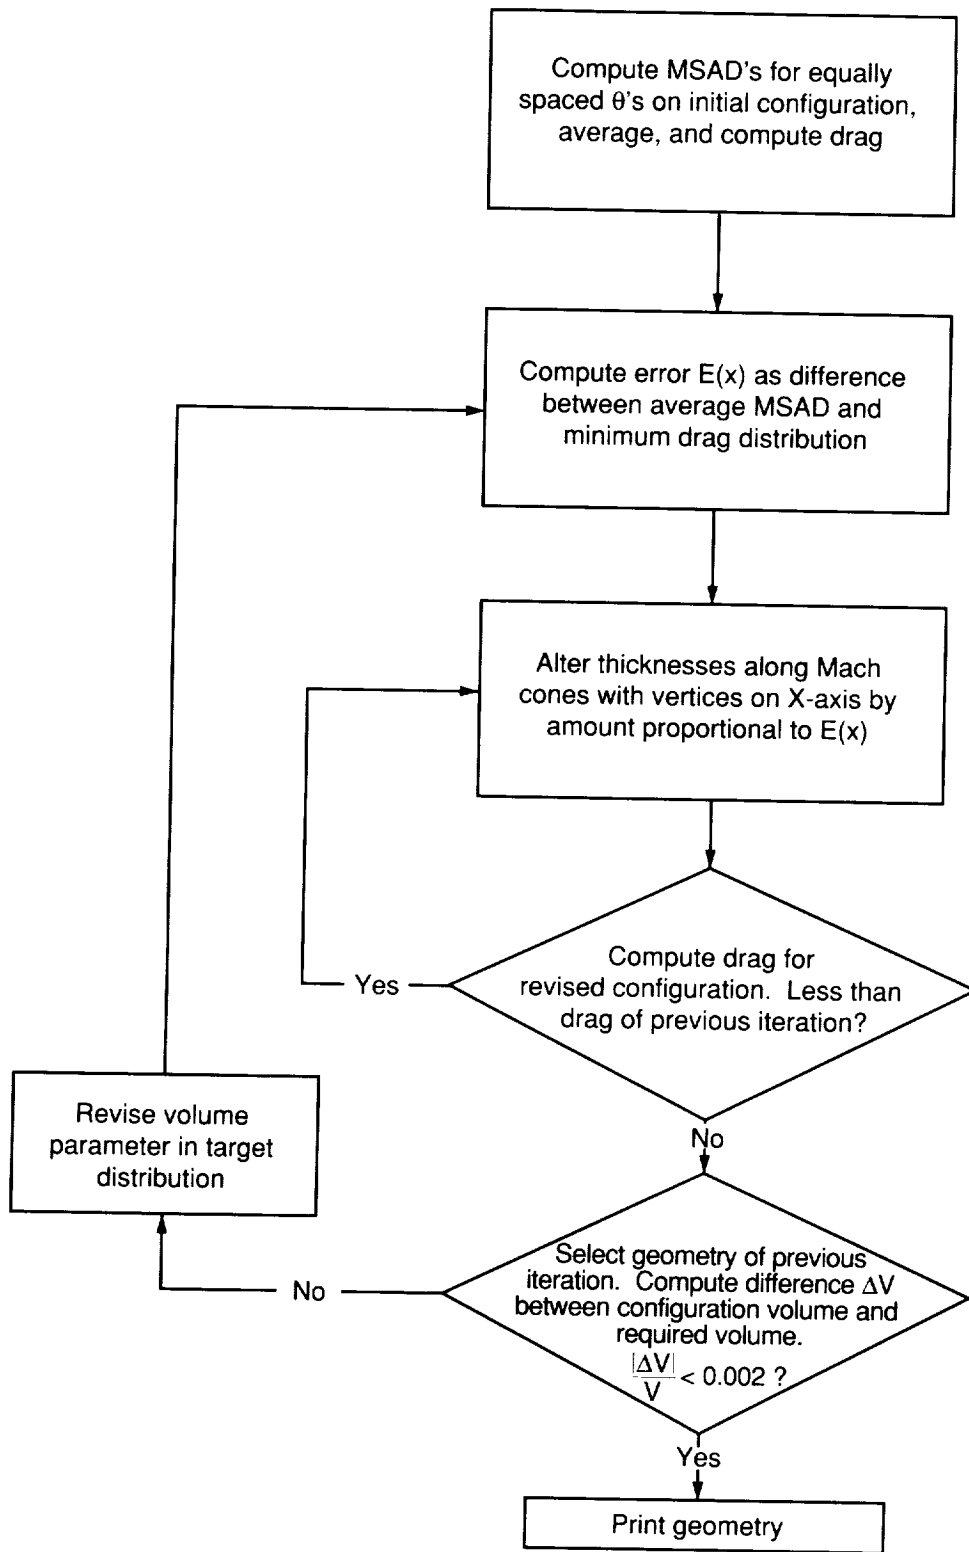 Compute MSAD's for equally
spaced θ's on initial configuration,
average, and compute drag
Compute error E(x) as difference
between average MSAD and
minimum drag distribution
Alter thicknesses along Mach
cones with vertices on X-axis by
amount proportional to E(x)
Compute drag for
revised configuration. Less than
drag of previous iteration?
Yes
No
Revise volume
parameter in target
distribution
Select geometry of previous
iteration. Compute difference ΔV
between configuration volume and
required volume.
|ΔV|
V
< 0.002 ?
No
Yes
Print geometry